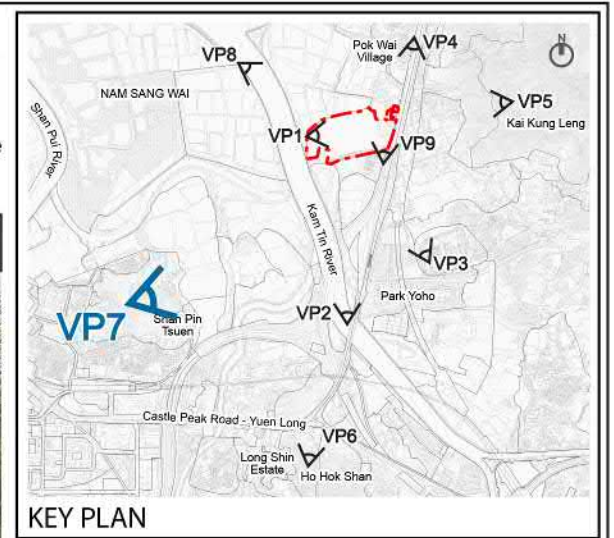 N
VP8
Pok Wai
Village
VP4
NAM SANG WAI
VP5
Kai Kung Leng
Shan Pui River
VP1
VP9
Kam Tin River
VP3
Park Yoho
VP2
VP7
Shan Pin
Tsuen
Castle Peak Road - Yuen Long
VP6
Long Shin
Estate
Ho Hok Shan
KEY PLAN